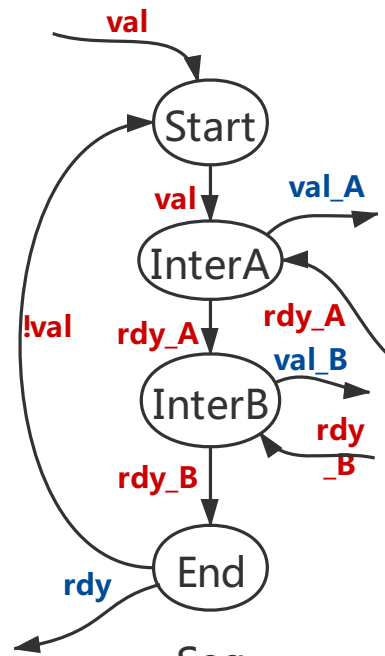 val
Start
val
val_A
InterA
rdy_A
rdy_A
!val
val_B
InterB
rdy
_B
rdy_B
End
rdy